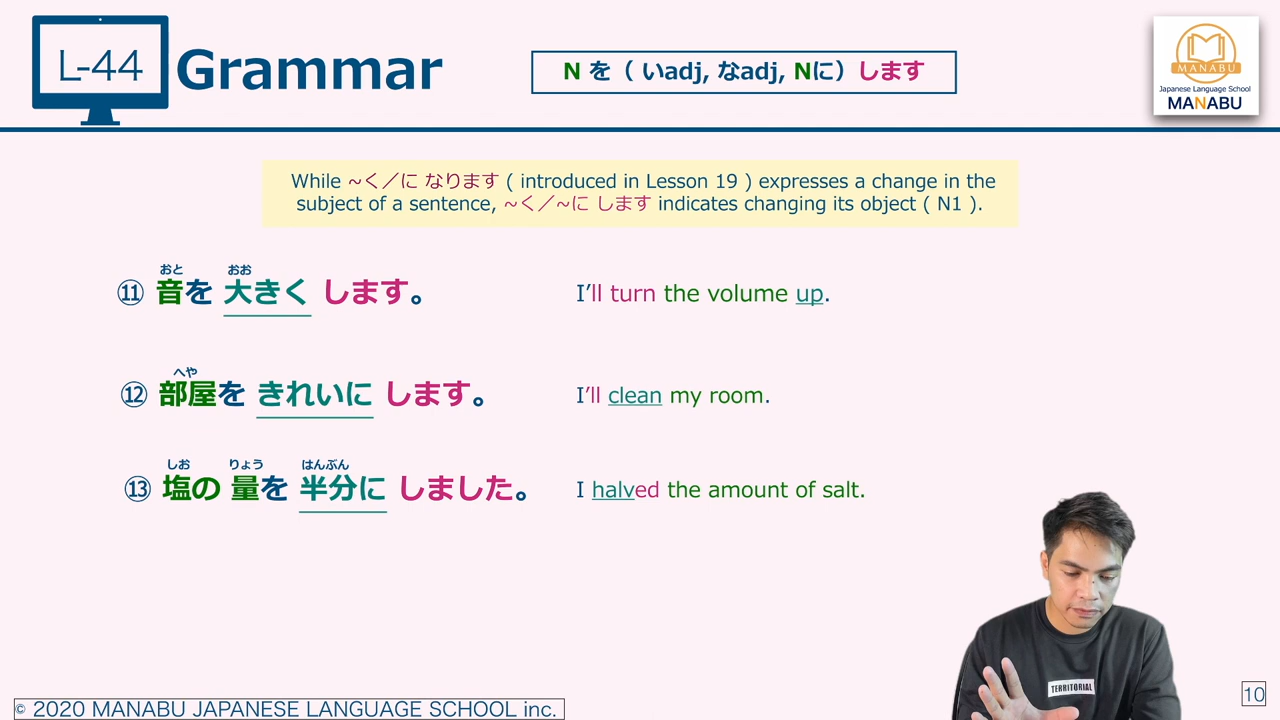 L-44
Grammar
N を（ いadj, なadj, Nに）します
MANABU
Japanese Language School
MANABU
While ~く／に なります ( introduced in Lesson 19 ) expresses a change in the
subject of a sentence, ~く／~に します indicates changing its object ( N1 ).
おと おお
⑪ 音を 大きく します。 I’ll turn the volume up.
へや
⑫ 部屋を きれいに します。 I’ll clean my room.
しお りょう はんぶん
⑬ 塩の 量を 半分に しました。 I halved the amount of salt.
TERRITORIAL
© 2020 MANABU JAPANESE LANGUAGE SCHOOL inc.
10